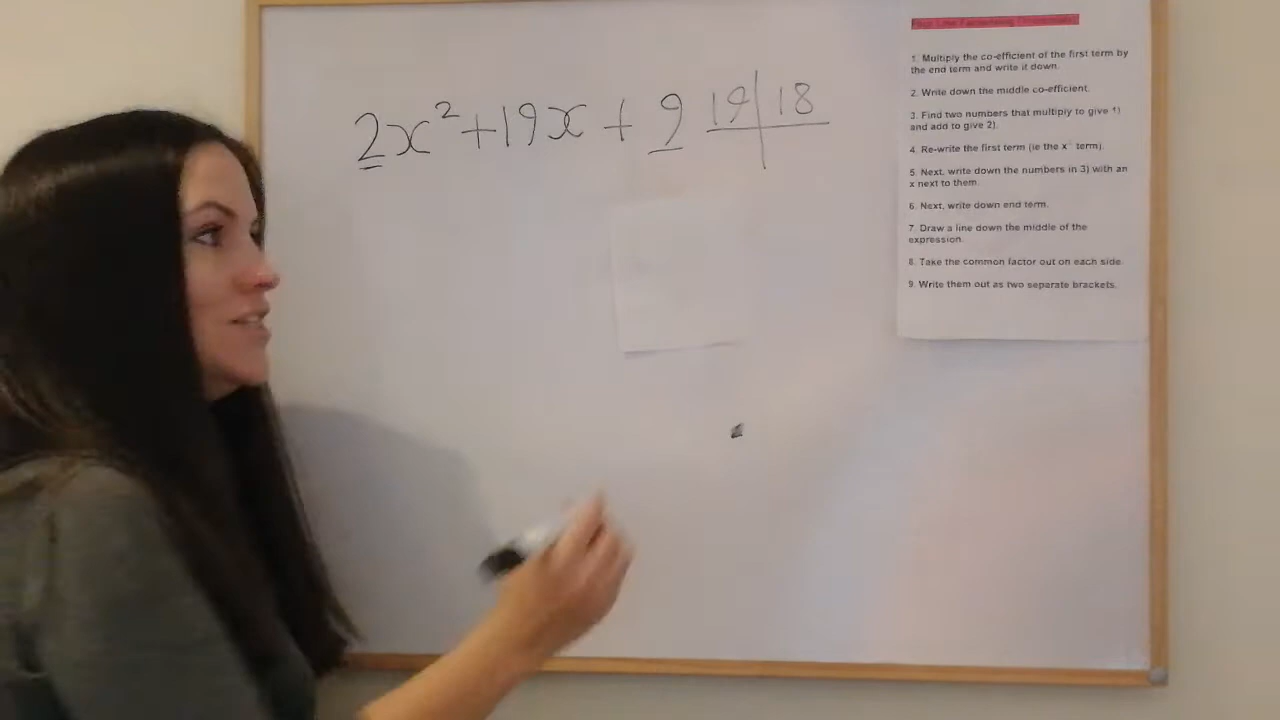 2x² + 19x + 9 19 | 18
1. Multiply the co-efficient of the first term by
the end term and write it down.
2. Write down the middle co-efficient.
3. Find two numbers that multiply to give 1)
and add to give 2).
4. Re-write the first term (ie the x² term).
5. Next, write down the numbers in 3) with an
x next to them.
6. Next, write down end term.
7. Draw a line down the middle of the
expression.
8. Take the common factor out on each side.
9. Write them out as two separate brackets.